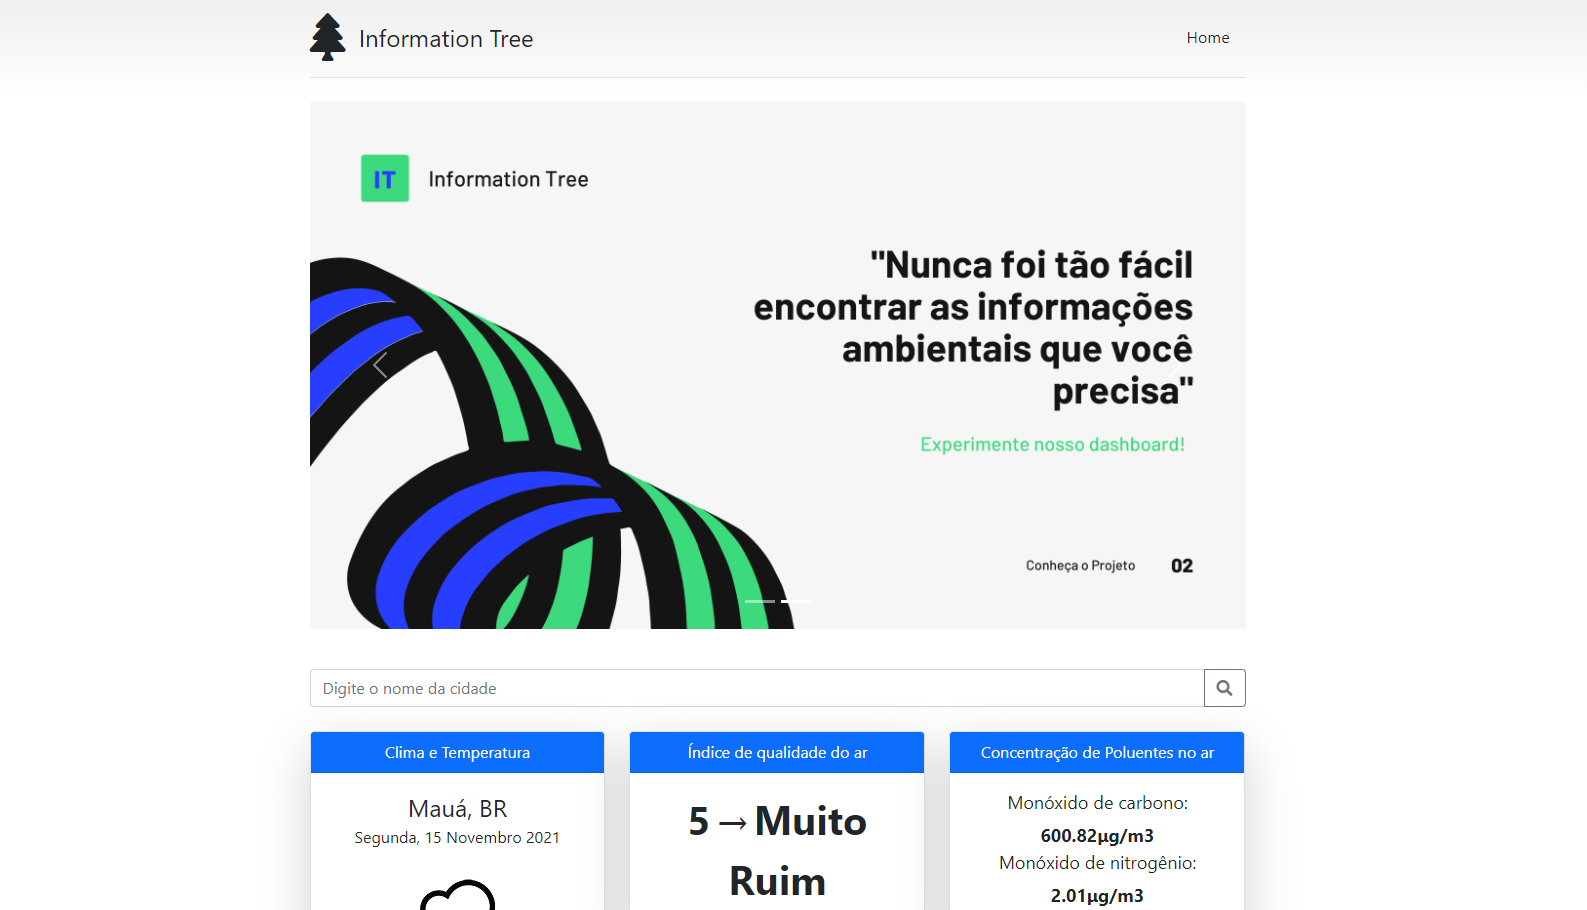 Information Tree
Home
IT
Information Tree
"Nunca foi tão fácil
encontrar as informações
ambientais que você
precisa"
Experimente nosso dashboard!
Conheça o Projeto
02
Digite o nome da cidade
Clima e Temperatura
Mauá, BR
Segunda, 15 Novembro 2021
Índice de qualidade do ar
5 → Muito
Ruim
Concentração de Poluentes no ar
Monóxido de carbono:
600.82µg/m3
Monóxido de nitrogênio:
2.01µg/m3